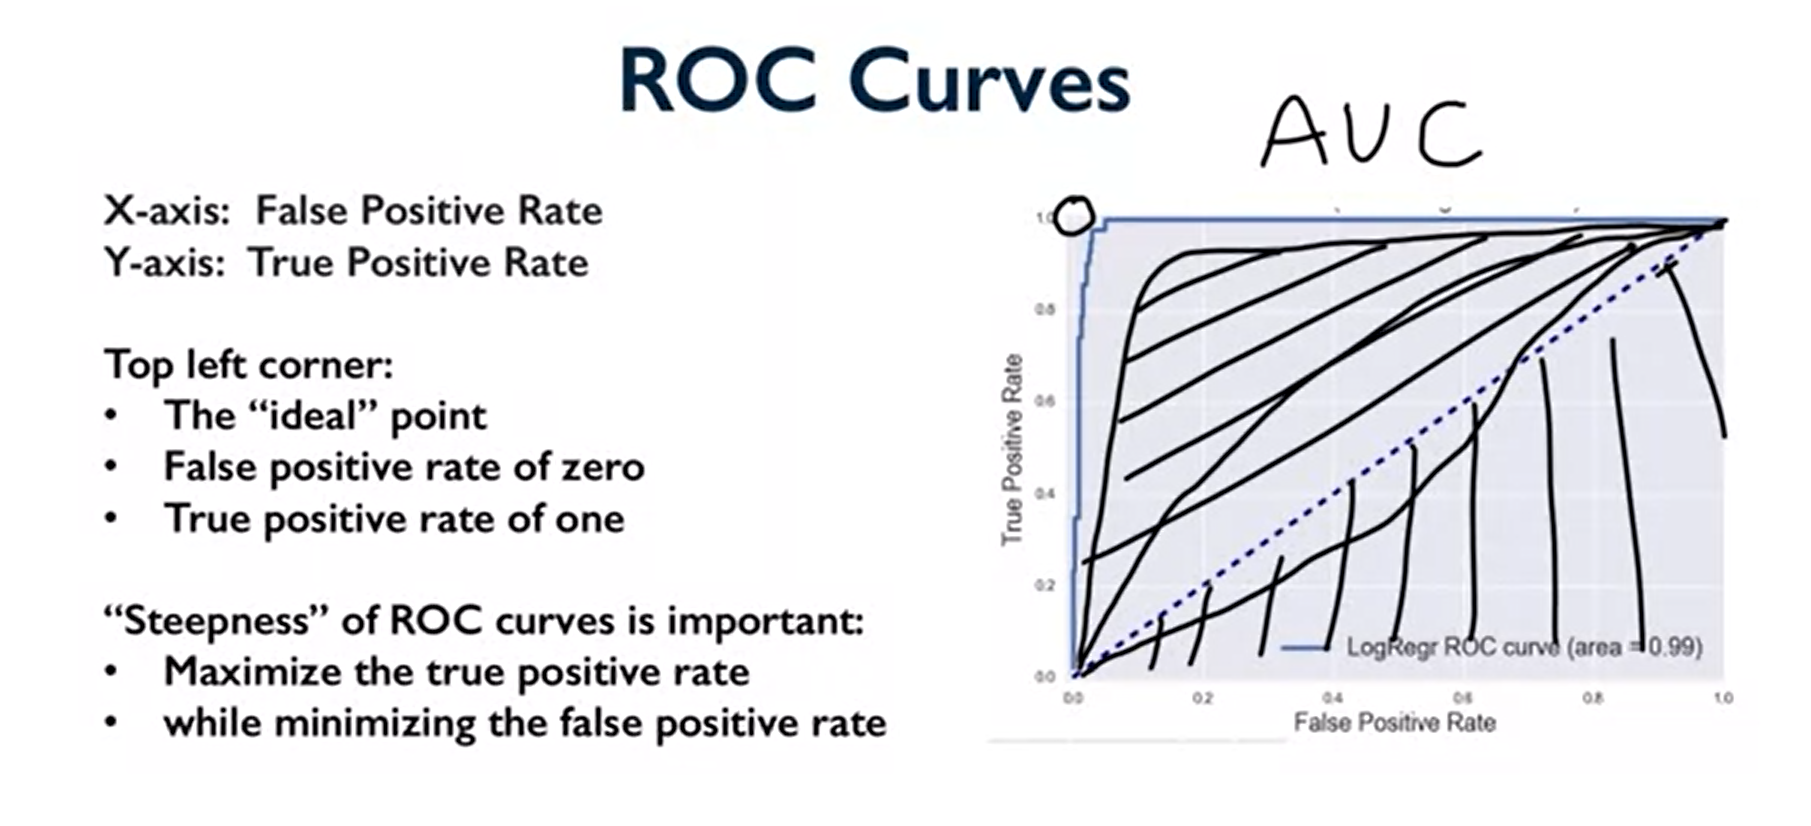 ROC Curves
AUC
X-axis: False Positive Rate
Y-axis: True Positive Rate
Top left corner:
• The “ideal” point
• False positive rate of zero
• True positive rate of one
“Steepness” of ROC curves is important:
• Maximize the true positive rate
• while minimizing the false positive rate
1.0
0.8
0.6
0.4
0.2
0.0
True Positive Rate
LogRegr ROC curve (area = 0.99)
0.0 0.2 0.4 0.6 0.8 1.0
False Positive Rate